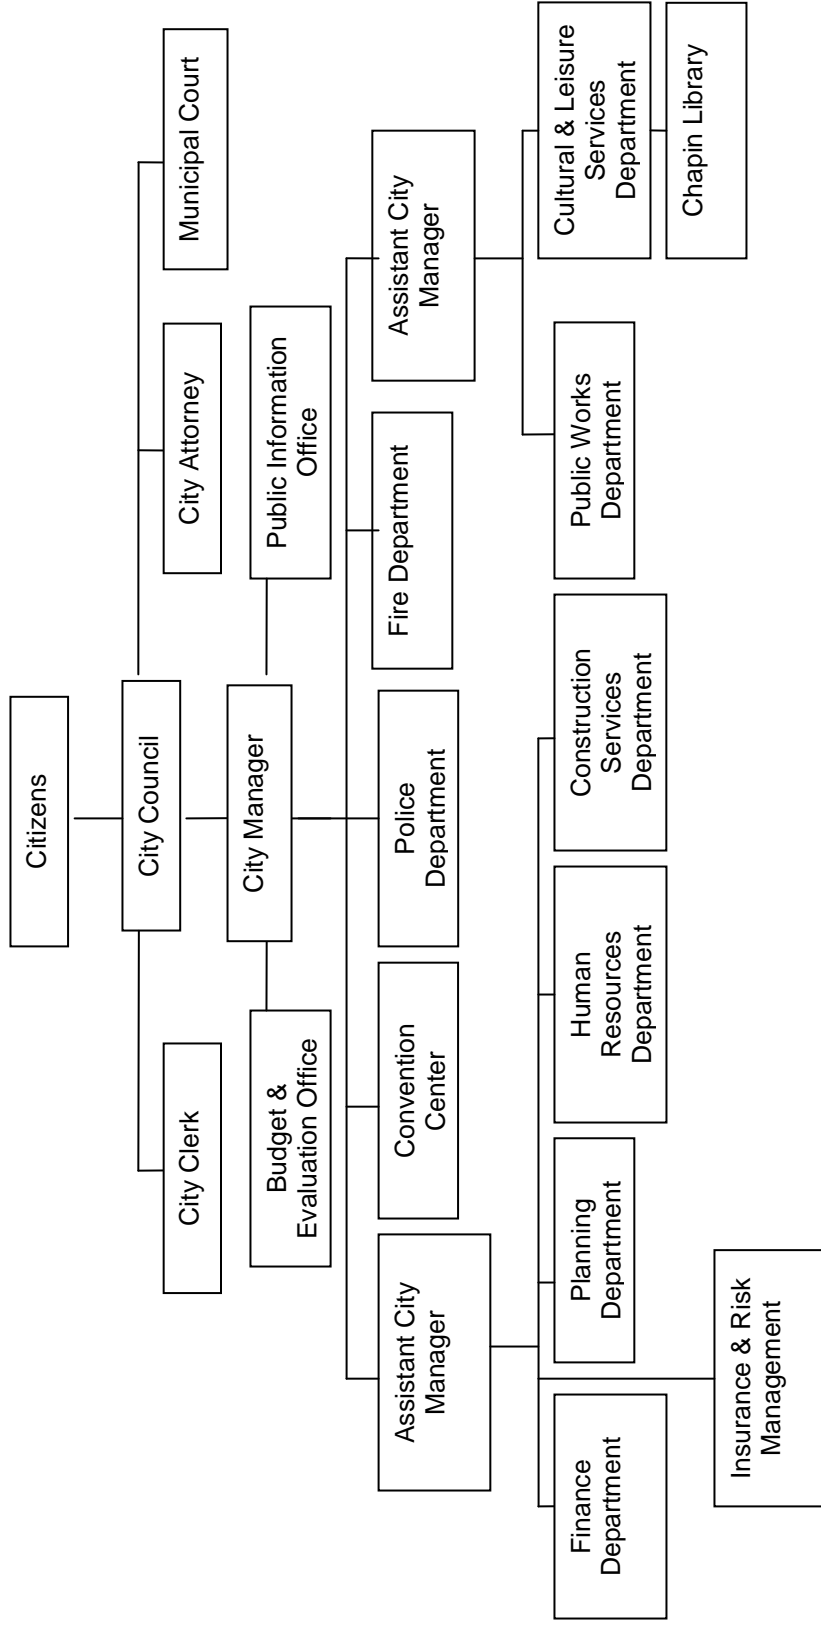 Citizens
City Council
City Clerk
City Attorney
Municipal Court
City Manager
Budget &
Evaluation Office
Public Information
Office
Assistant City
Manager
Convention
Center
Police
Department
Fire Department
Assistant City
Manager
Finance
Department
Planning
Department
Human
Resources
Department
Construction
Services
Department
Public Works
Department
Cultural & Leisure
Services
Department
Insurance & Risk
Management
Chapin Library